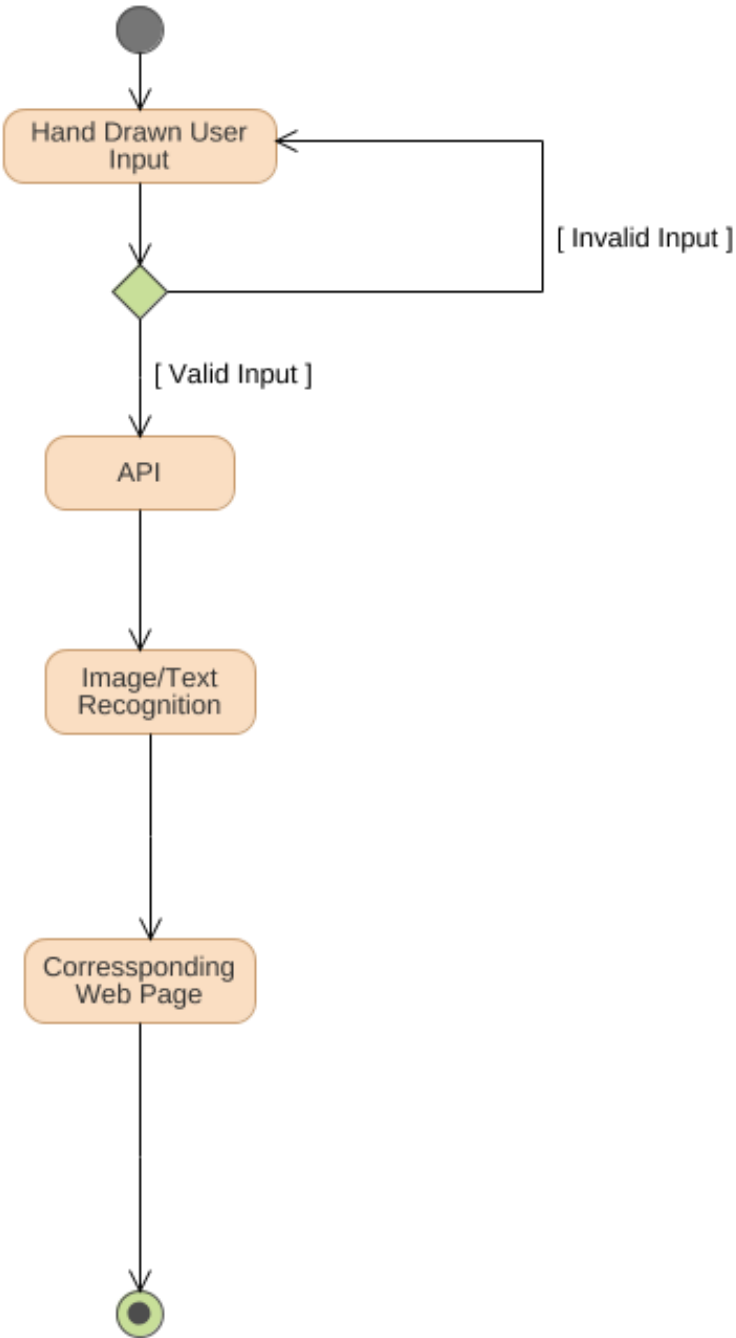 Hand Drawn User
Input
[ Invalid Input ]
[ Valid Input ]
API
Image/Text
Recognition
Corressponding
Web Page